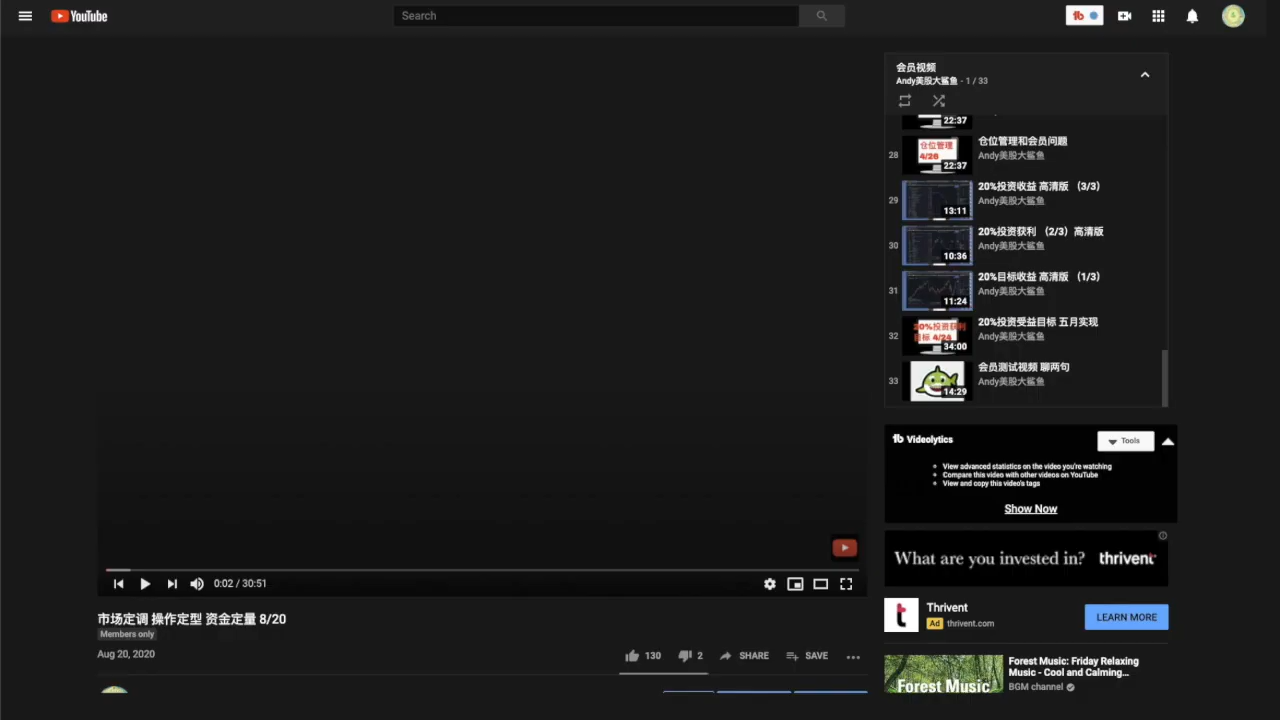 YouTube
Search
会员视频
Andy美股大鲨鱼 - 1 / 33
22:37
28
仓位管理
4/28
22:37
仓位管理和会员问题
Andy美股大鲨鱼
29
13:11
20%投资收益 高清版 （3/3）
Andy美股大鲨鱼
30
10:36
20%投资获利 （2/3）高清版
Andy美股大鲨鱼
31
11:24
20%目标收益 高清版 （1/3）
Andy美股大鲨鱼
32
20%投资获利
目标 4/24
34:00
20%投资受益目标 五月实现
Andy美股大鲨鱼
33
14:29
会员测试视频 聊两句
Andy美股大鲨鱼
tb Videolytics
Tools
View advanced statistics on the video you're watching
Compare this video with other videos on YouTube
View and copy this video's tags
Show Now
What are you invested in? thrivent
Thrivent
Ad thrivent.com
LEARN MORE
Forest Music
Forest Music: Friday Relaxing
Music - Cool and Calming...
BGM channel
0:02 / 30:51
市场定调 操作定型 资金定量 8/20
Members only
Aug 20, 2020
130
2
SHARE
SAVE